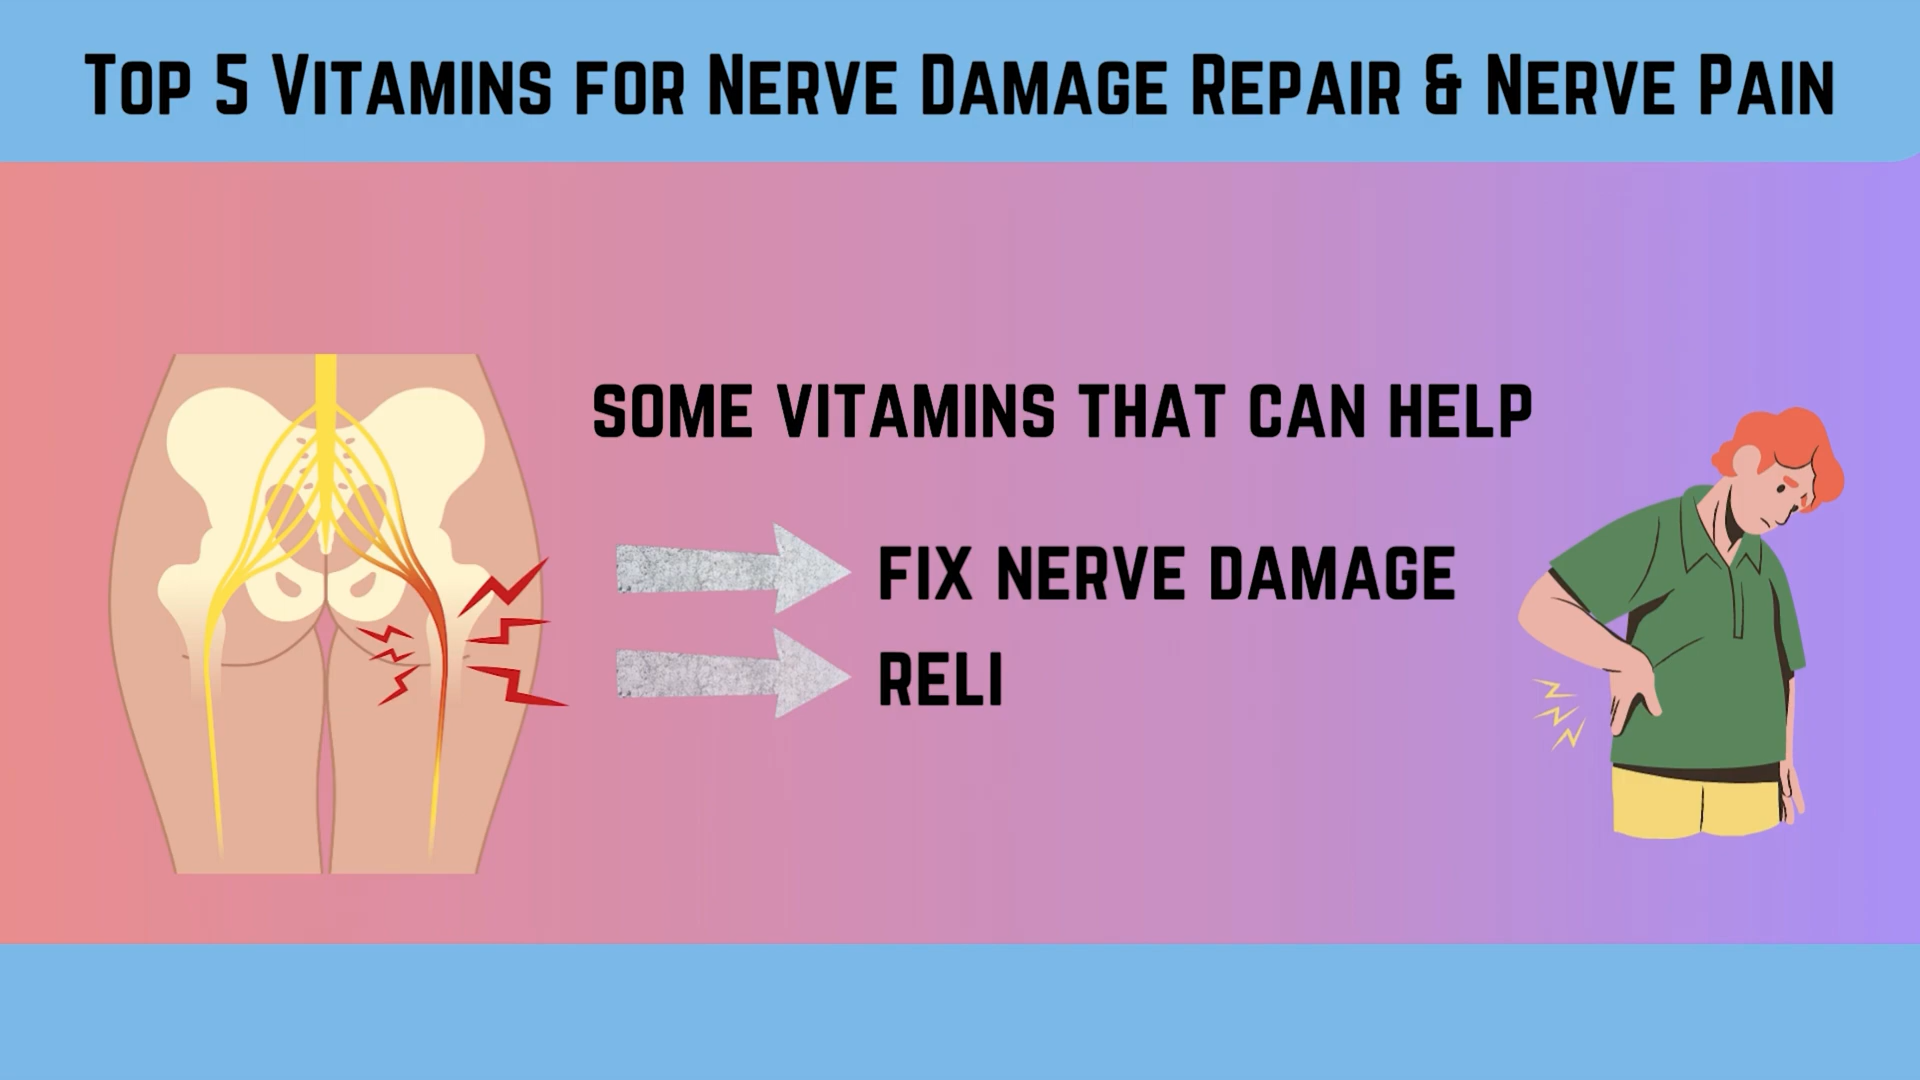 Top 5 Vitamins for Nerve Damage Repair & Nerve Pain
SOME VITAMINS THAT CAN HELP
FIX NERVE DAMAGE
RELI